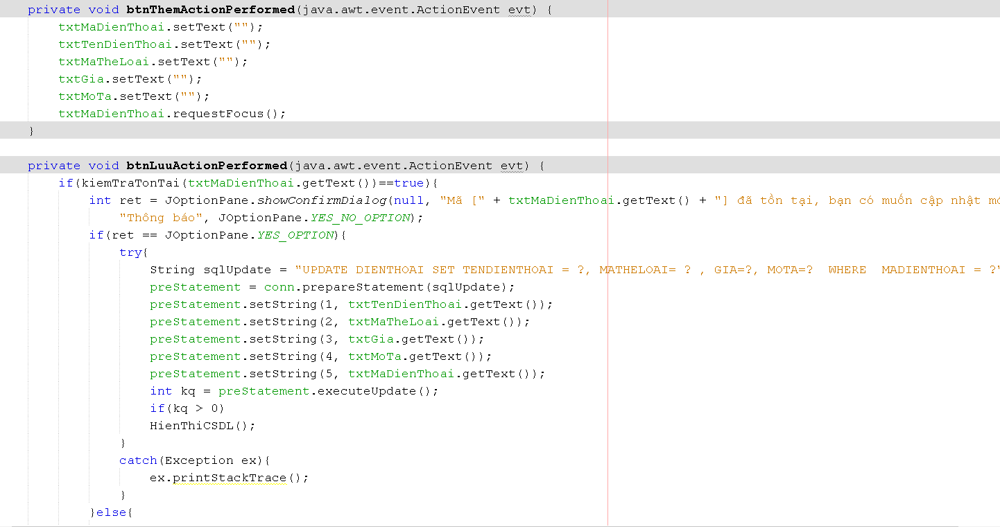 private void btnThemActionPerformed(java.awt.event.ActionEvent evt) {
txtMaDienThoai.setText("");
txtTenDienThoai.setText("");
txtMaTheLoai.setText("");
txtGia.setText("");
txtMoTa.setText("");
txtMaDienThoai.requestFocus();
}
private void btnLuuActionPerformed(java.awt.event.ActionEvent evt) {
if(kiemTraTonTai(txtMaDienThoai.getText())==true){
int ret = JOptionPane.showConfirmDialog(null, "Mã [" + txtMaDienThoai.getText() + "] đã tồn tại, bạn có muốn cập nhật
"Thông báo", JOptionPane.YES_NO_OPTION);
if(ret == JOptionPane.YES_OPTION){
try{
String sqlUpdate = "UPDATE DIENTHOAI SET TENDIENTHOAI = ?, MATHELOAI= ? , GIA=?, MOTA=?  WHERE  MADIENTHOAI = ?"
preStatement = conn.prepareStatement(sqlUpdate);
preStatement.setString(1, txtTenDienThoai.getText());
preStatement.setString(2, txtMaTheLoai.getText());
preStatement.setString(3, txtGia.getText());
preStatement.setString(4, txtMoTa.getText());
preStatement.setString(5, txtMaDienThoai.getText());
int kq = preStatement.executeUpdate();
if(kq > 0)
HienThiCSDL();
}
catch(Exception ex){
ex.printStackTrace();
}
}else{